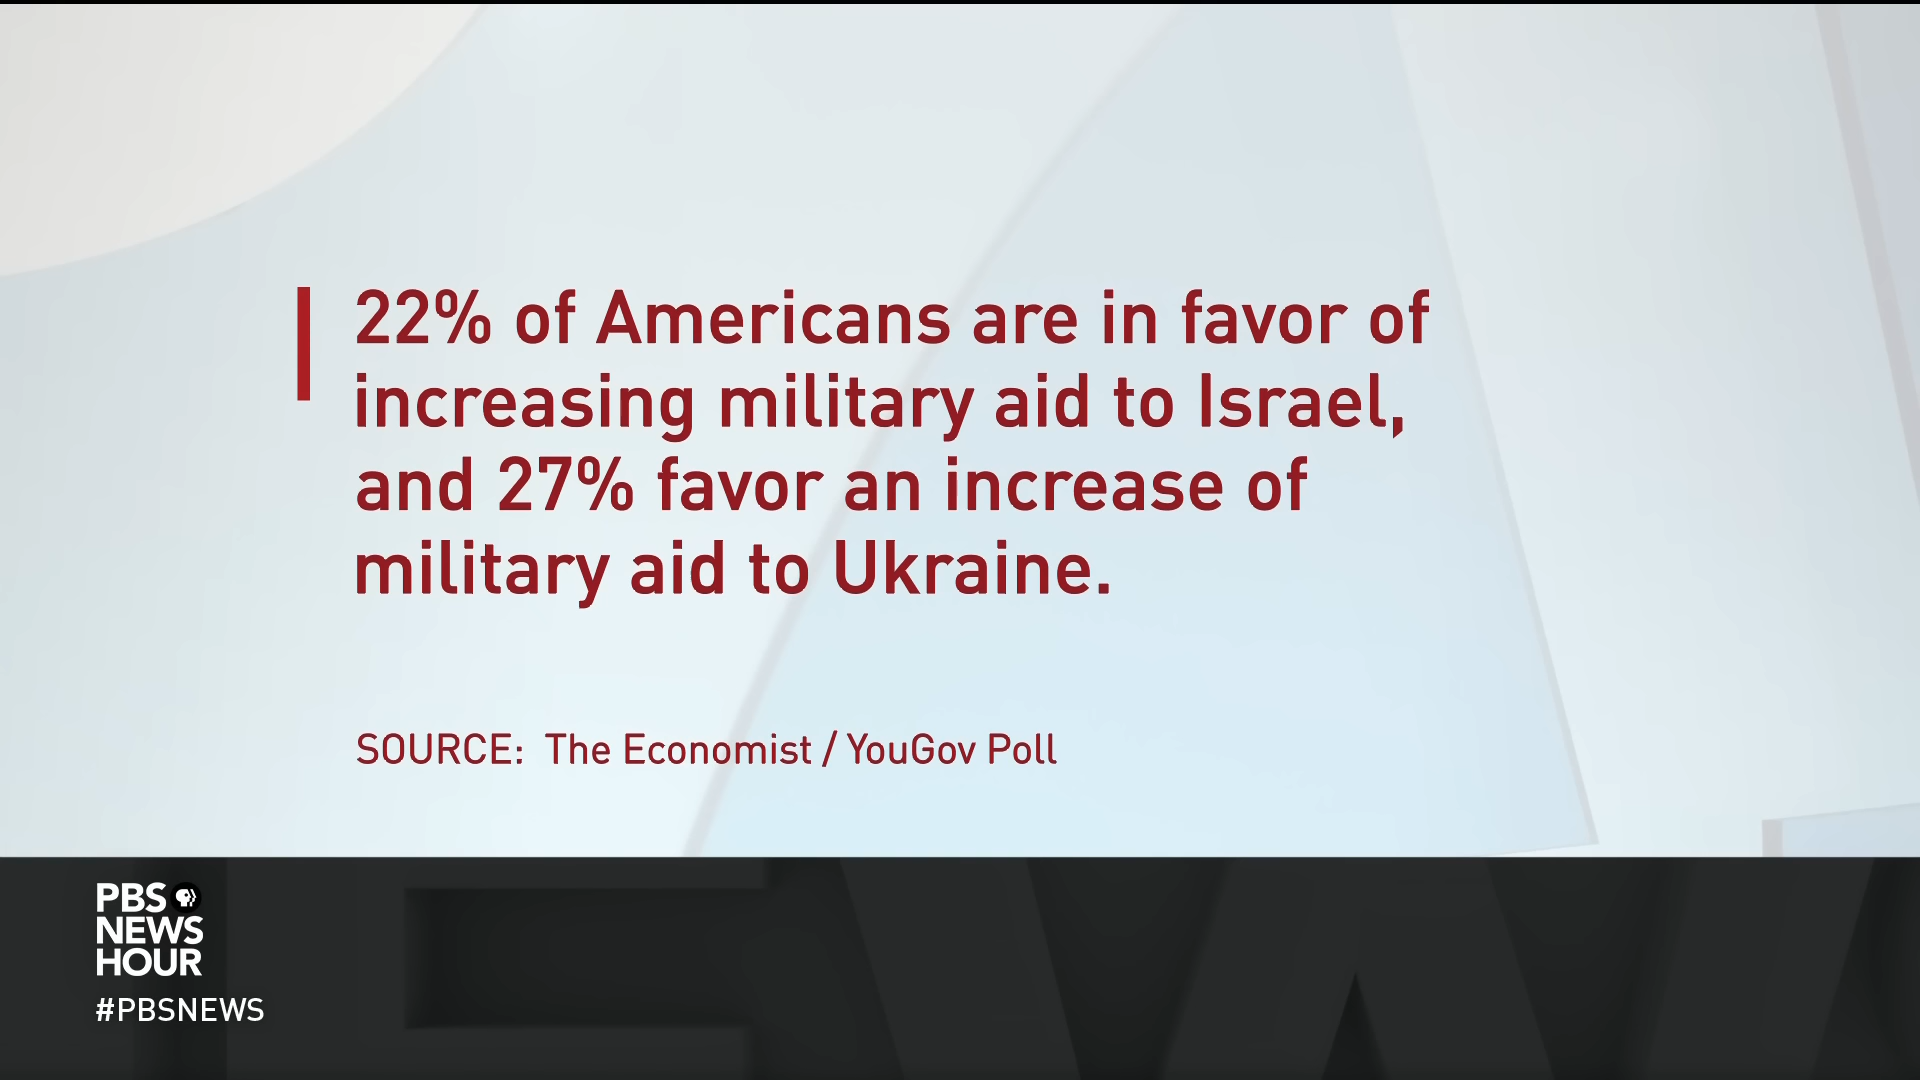 22% of Americans are in favor of
increasing military aid to Israel,
and 27% favor an increase of
military aid to Ukraine.
SOURCE: The Economist / YouGov Poll
PBS
NEWS
HOUR
#PBSNEWS